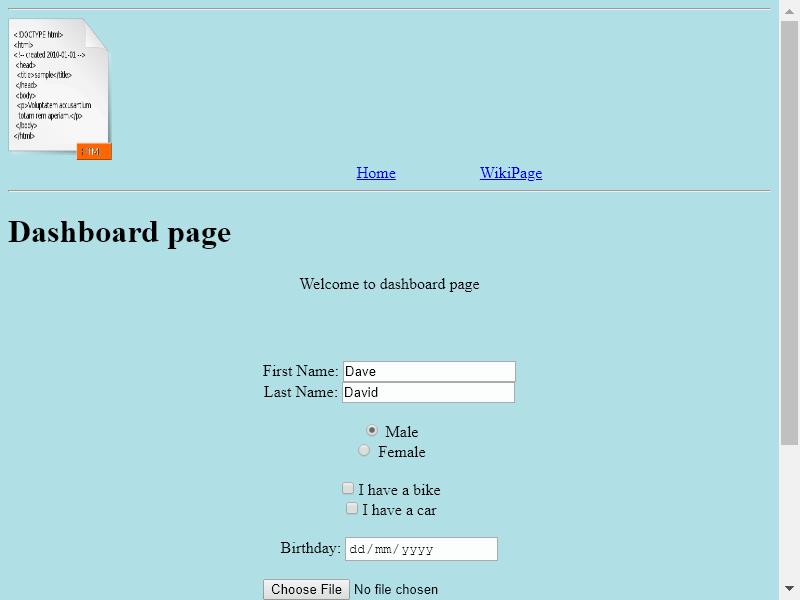 <!DOCTYPE html>
<html>
<!-- created 2010-01-01 -->
<head>
<title>sample</title>
</head>
<body>
<p>Voluptatem accusantium
totam rem aperiam.</p>
</body>
</html>
HTML
Home WikiPage
Dashboard page
Welcome to dashboard page
First Name: Dave
Last Name: David
Male
Female
I have a bike
I have a car
Birthday: dd/mm/yyyy
Choose File No file chosen